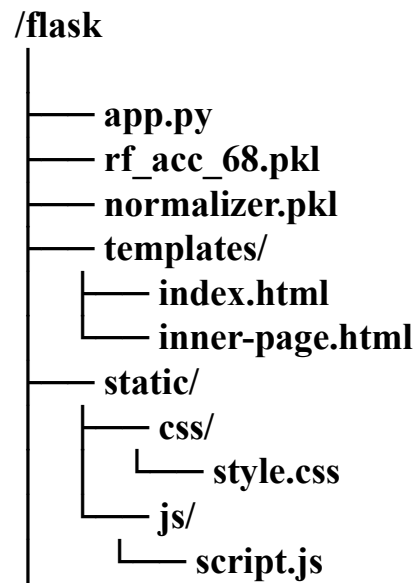 /flask
app.py
rf_acc_68.pkl
normalizer.pkl
templates/
index.html
inner-page.html
static/
css/
style.css
js/
script.js